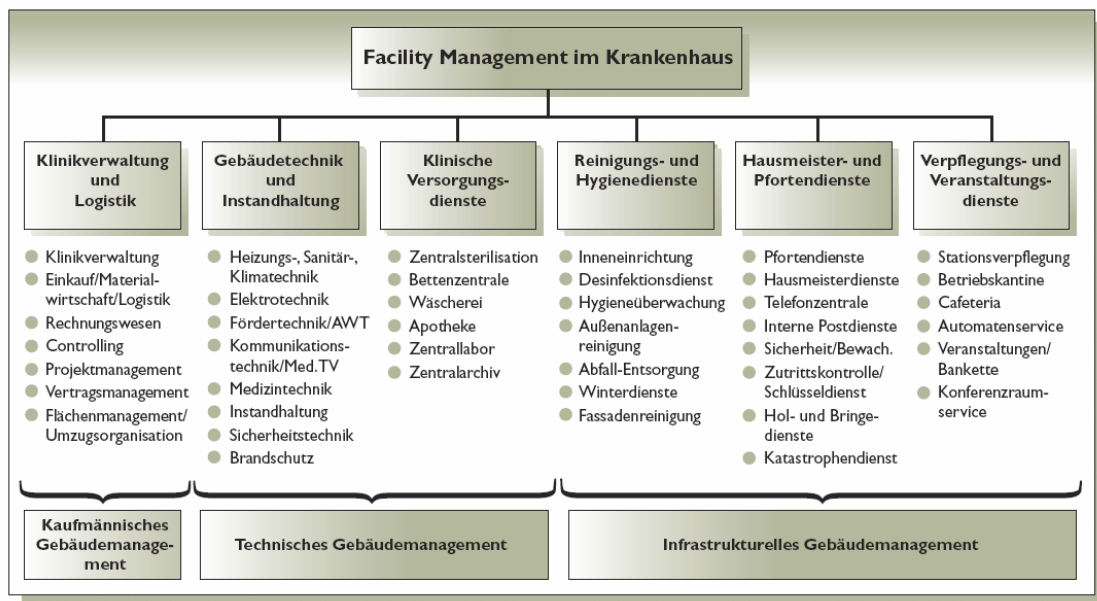 Facility Management im Krankenhaus
Klinikverwaltung
und
Logistik
Gebäudetechnik
und
Instandhaltung
Klinische
Versorgungs-
dienste
Reinigungs- und
Hygienedienste
Hausmeister- und
Pfortendienste
Verpflegungs- und
Veranstaltungs-
dienste
Klinikverwaltung
Einkauf/Material-
wirtschaft/Logistik
Rechnungswesen
Controlling
Projektmanagement
Vertragsmanagement
Flächenmanagement/
Umzugsorganisation
Heizungs-, Sanitär-,
Klimatechnik
Elektrotechnik
Fördertechnik/AWT
Kommunikations-
technik/Med. TV
Medizintechnik
Instandhaltung
Sicherheitstechnik
Brandschutz
Zentralsterilisation
Bettenzentrale
Wäscherei
Apotheke
Zentrallabor
Zentralarchiv
Inneneinrichtung
Desinfektionsdienst
Hygieneüberwachung
Außenanlagen-
reinigung
Abfall-Entsorgung
Winterdienste
Fassadenreinigung
Pfortendienste
Hausmeisterdienste
Telefonzentrale
Interne Postdienste
Sicherheit/Bewach.
Zutrittskontrolle/
Schlüsseldienst
Hol- und Bringe-
dienste
Katastrophendienst
Stationsverpflegung
Betriebskantine
Cafeteria
Automatenservice
Veranstaltungen/
Bankette
Konferenzraum-
service
Kaufmännisches
Gebäudemanage-
ment
Technisches Gebäudemanagement
Infrastrukturelles Gebäudemanagement